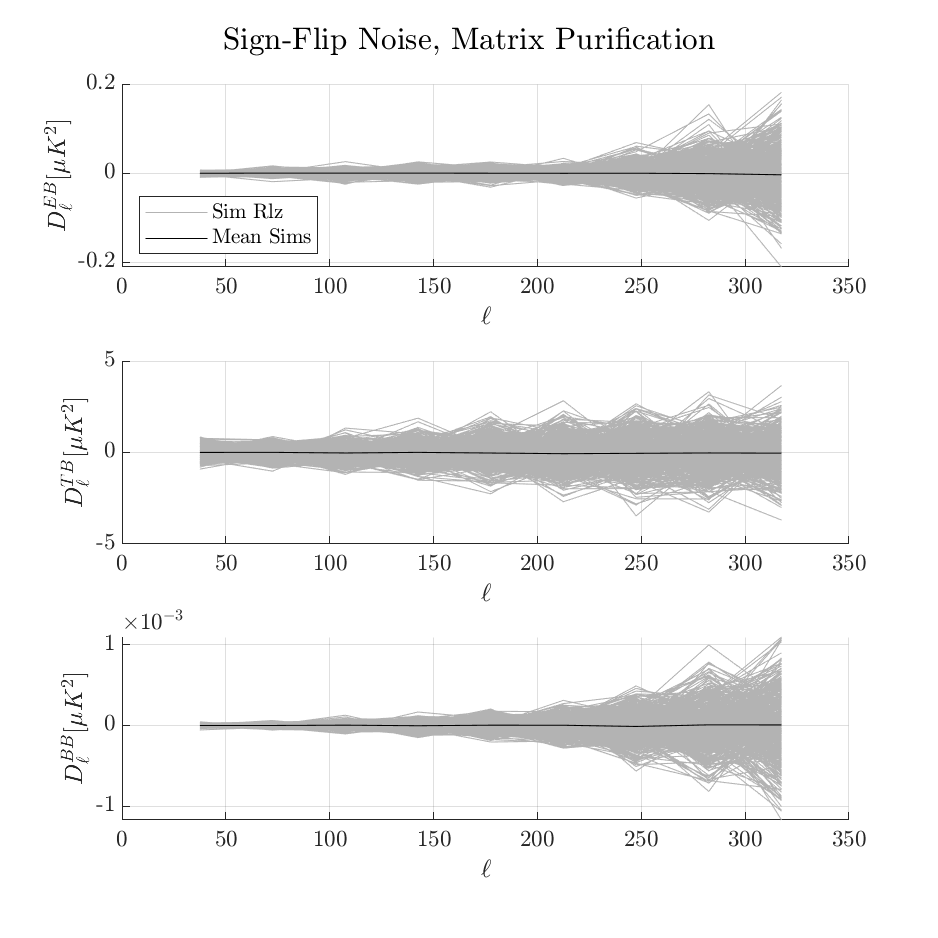 Sign-Flip Noise, Matrix Purification
0.2
0
-0.2
D_ℓ^{EB}[μK^2]
Sim Rlz
Mean Sims
0 50 100 150 200 250 300 350
ℓ
5
0
-5
D_ℓ^{TB}[μK^2]
0 50 100 150 200 250 300 350
ℓ
×10^{-3}
1
0
-1
D_ℓ^{BB}[μK^2]
0 50 100 150 200 250 300 350
ℓ